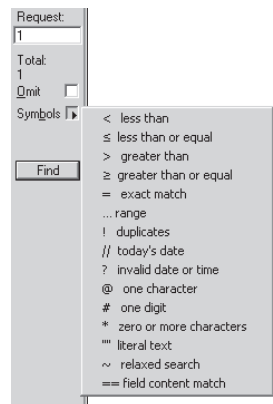 Request:
1
Total:
1
Omit
Symbols
Find
< less than
≤ less than or equal
> greater than
≥ greater than or equal
= exact match
... range
! duplicates
// today's date
? invalid date or time
@ one character
# one digit
* zero or more characters
"" literal text
~ relaxed search
== field content match